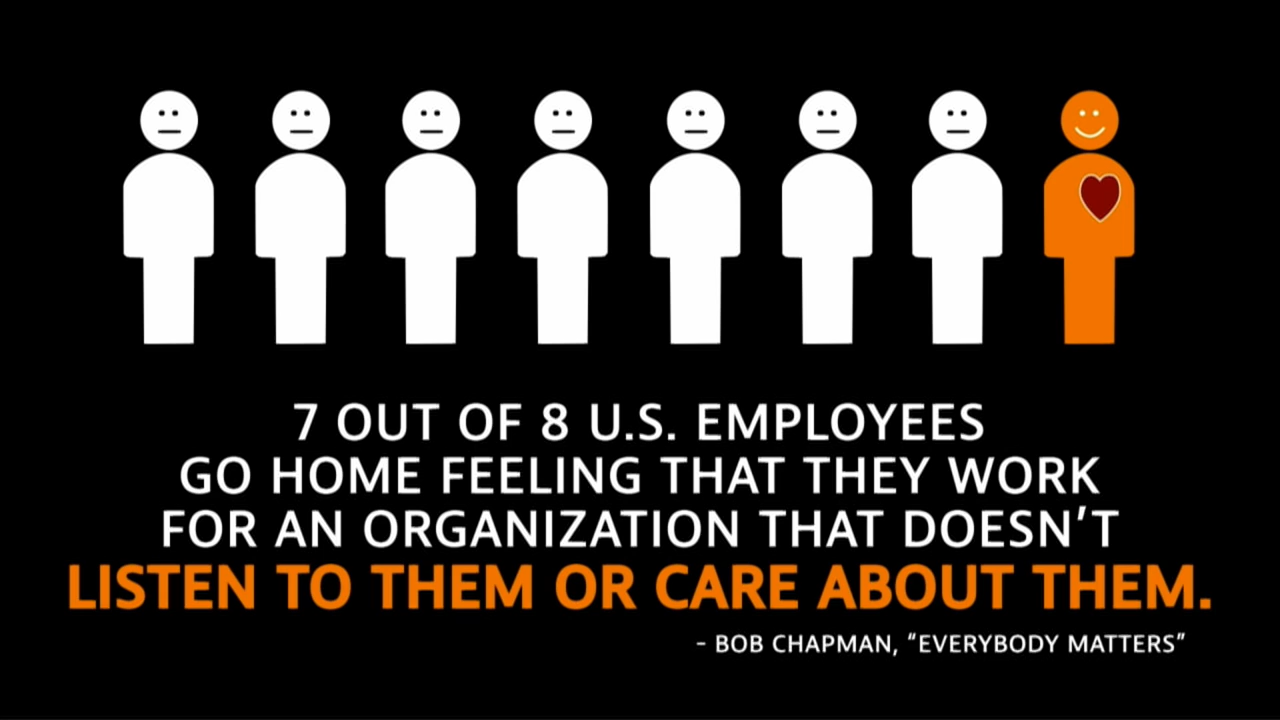 7 OUT OF 8 U.S. EMPLOYEES
GO HOME FEELING THAT THEY WORK
FOR AN ORGANIZATION THAT DOESN’T
LISTEN TO THEM OR CARE ABOUT THEM.
– BOB CHAPMAN, “EVERYBODY MATTERS”